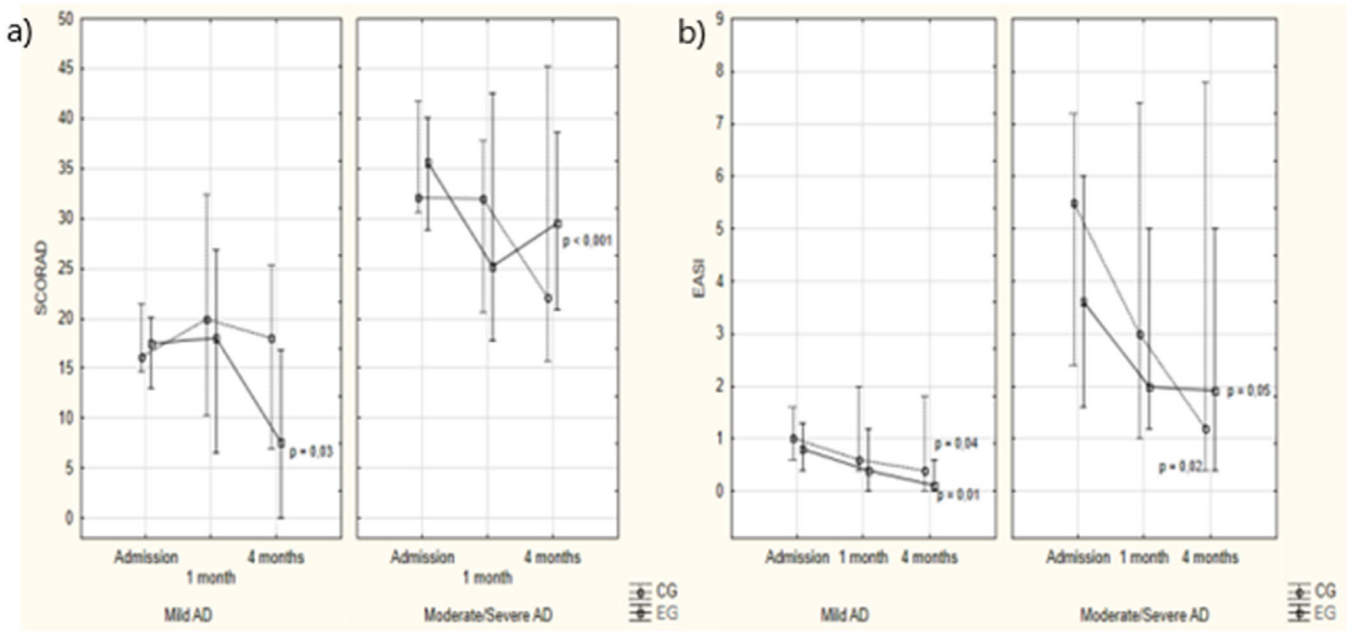 a)
SCORAD
50
45
40
35
30
25
20
15
10
5
0
p = 0,03
p < 0,001
Admission
1 month
4 months
Mild AD
Admission
1 month
4 months
Moderate/Severe AD
CG
EG
b)
EASI
9
8
7
6
5
4
3
2
1
0
p = 0,04
p = 0,01
p = 0,05
p = 0,02
Admission 1 month 4 months
Mild AD
Admission 1 month 4 months
Moderate/Severe AD
CG
EG